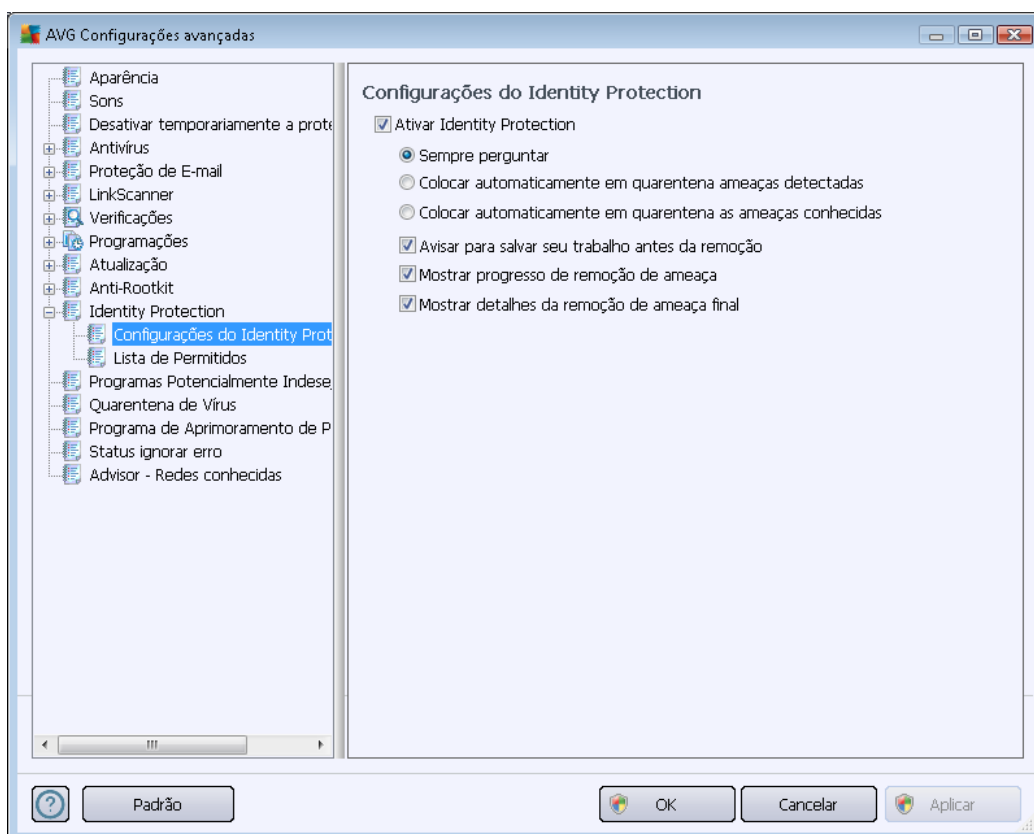 AVG Configurações avançadas
Aparência
Sons
Desativar temporariamente a prote
Antivírus
Proteção de E-mail
LinkScanner
Verificações
Programações
Atualização
Anti-Rootkit
Identity Protection
Configurações do Identity Prot
Lista de Permitidos
Programas Potencialmente Indese
Quarentena de Vírus
Programa de Aprimoramento de P
Status ignorar erro
Advisor - Redes conhecidas
Configurações do Identity Protection
Ativar Identity Protection
Sempre perguntar
Colocar automaticamente em quarentena ameaças detectadas
Colocar automaticamente em quarentena as ameaças conhecidas
Avisar para salvar seu trabalho antes da remoção
Mostrar progresso de remoção de ameaça
Mostrar detalhes da remoção de ameaça final
Padrão
OK
Cancelar
Aplicar